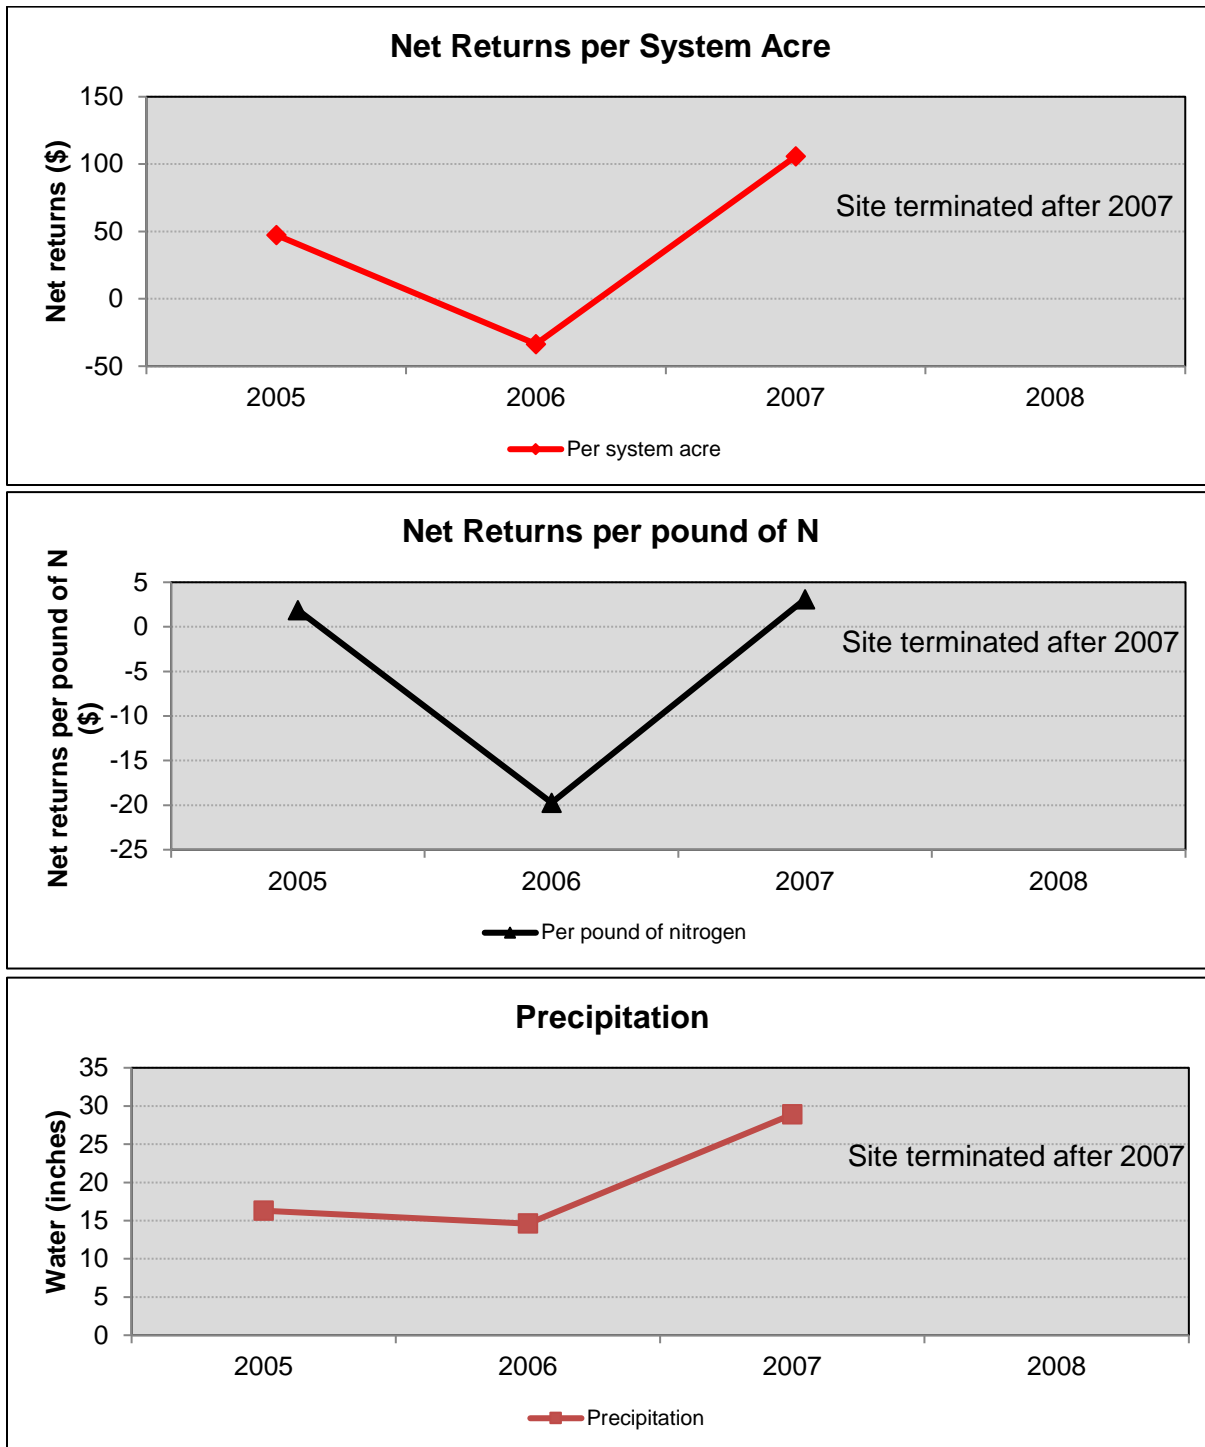 Net Returns per System Acre
Net returns ($)
150
100
50
0
-50
Site terminated after 2007
2005 2006 2007 2008
Per system acre
Net Returns per pound of N
Net returns per pound of N
($)
5
0
-5
-10
-15
-20
-25
Site terminated after 2007
2005 2006 2007 2008
Per pound of nitrogen
Precipitation
Water (inches)
35
30
25
20
15
10
5
0
Site terminated after 2007
2005 2006 2007 2008
Precipitation